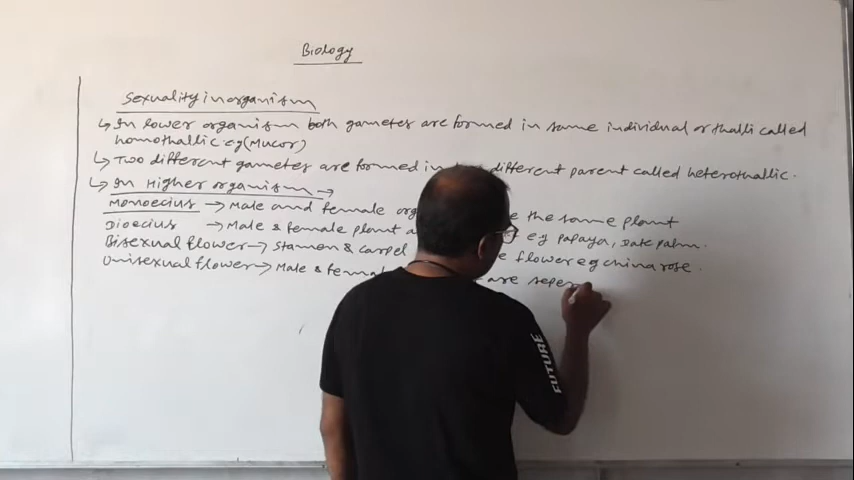 Biology
Sexuality in organism
↳ In lower organism both gametes are formed in same individual or thalli called
homothallic eg (Mucor)
↳ Two different gametes are formed in different parent called heterothallic.
↳ In Higher organism →
Monoecius → Male and female the same plant
Dioecius → Male & female plant eg papaya, Date palm.
Bisexual flower → Stamen & carpel flower eg china rose.
Unisexual flower → Male & are
FUTURE